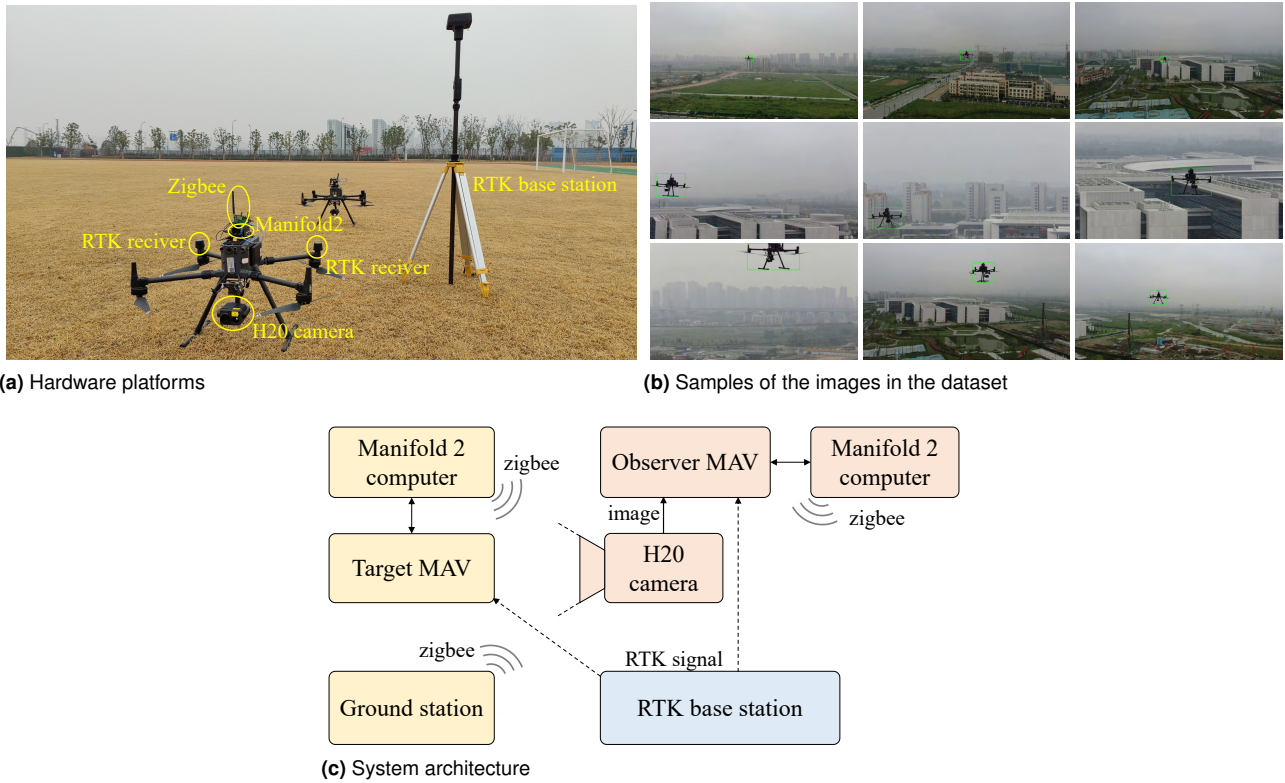 Zigbee
RTK base station
Manifold2
RTK reciver
RTK reciver
H20 camera
(a) Hardware platforms
(b) Samples of the images in the dataset
Manifold 2
computer
zigbee
Observer MAV
Manifold 2
computer
image
zigbee
Target MAV
H20
camera
zigbee
RTK signal
Ground station
RTK base station
(c) System architecture